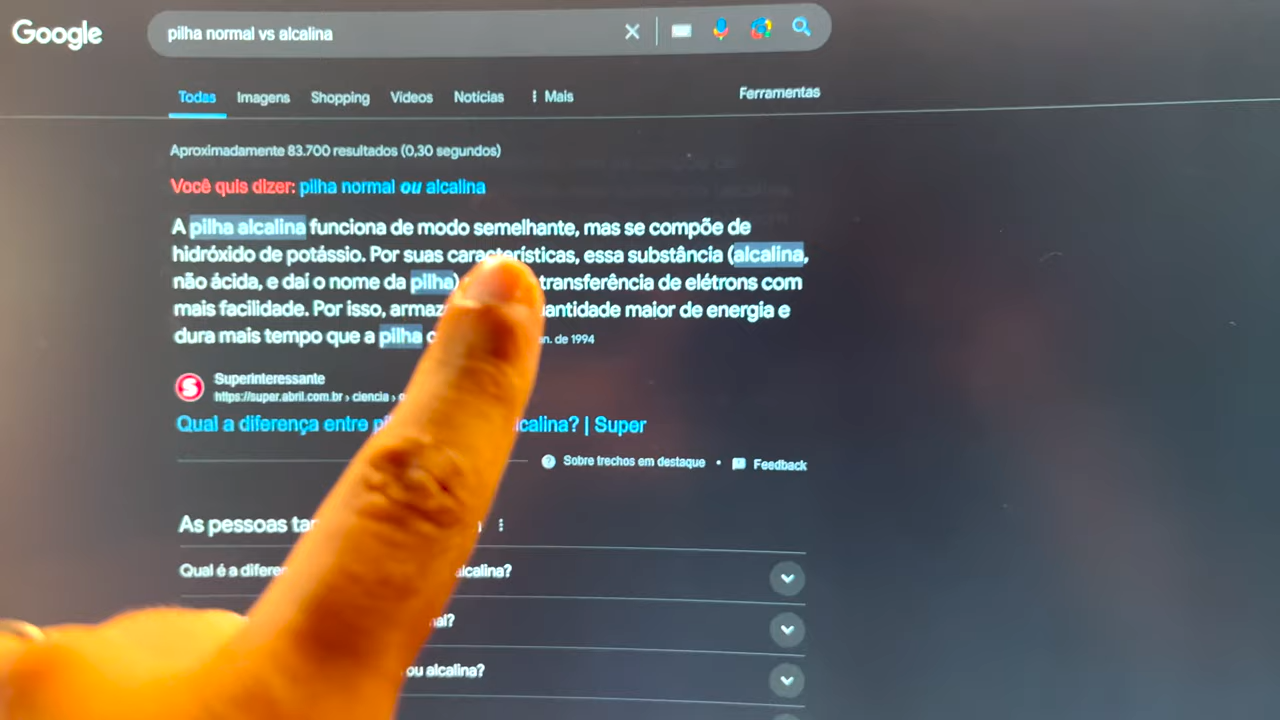 Google
pilha normal vs alcalina
Todas Imagens Shopping Vídeos Notícias Mais Ferramentas
Aproximadamente 83.700 resultados (0,30 segundos)
Você quis dizer: pilha normal ou alcalina
A pilha alcalina funciona de modo semelhante, mas se compõe de
hidróxido de potássio. Por suas características, essa substância (alcalina,
não ácida, e daí o nome da pilha) transferência de elétrons com
mais facilidade. Por isso, maior de energia e
dura mais tempo que a pilha de 1994
Superinteressante
https://super.abril.com.br › ciencia ›
Qual a diferença entre alcalina? | Super
Sobre trechos em destaque • Feedback
As pessoas
Qual é a alcalina?
ou alcalina?